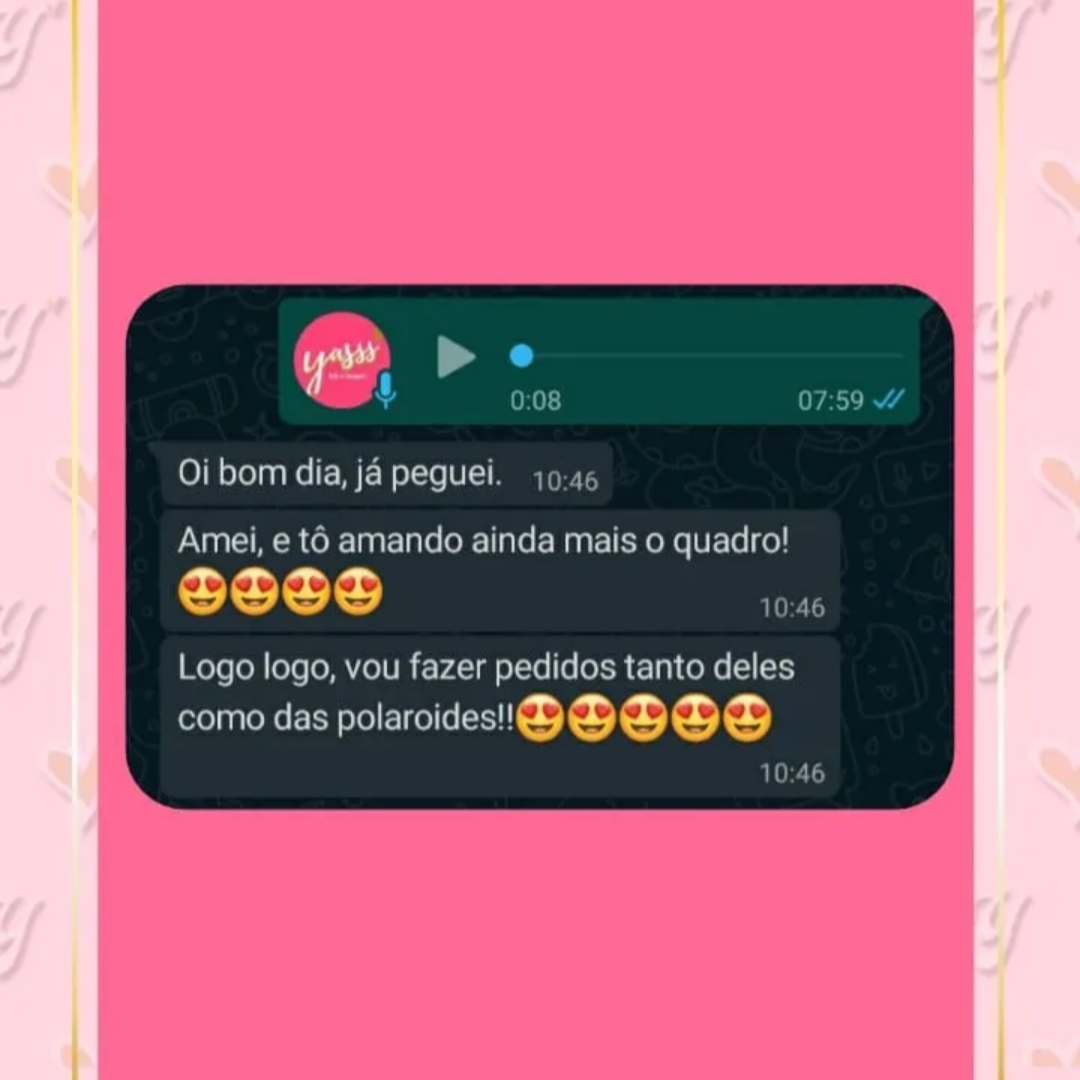 yasss
0:08
07:59
Oi bom dia, já peguei. 10:46
Amei, e tô amando ainda mais o quadro!
😍😍😍😍
10:46
Logo logo, vou fazer pedidos tanto deles
como das polaroides!!😍😍😍😍😍
10:46